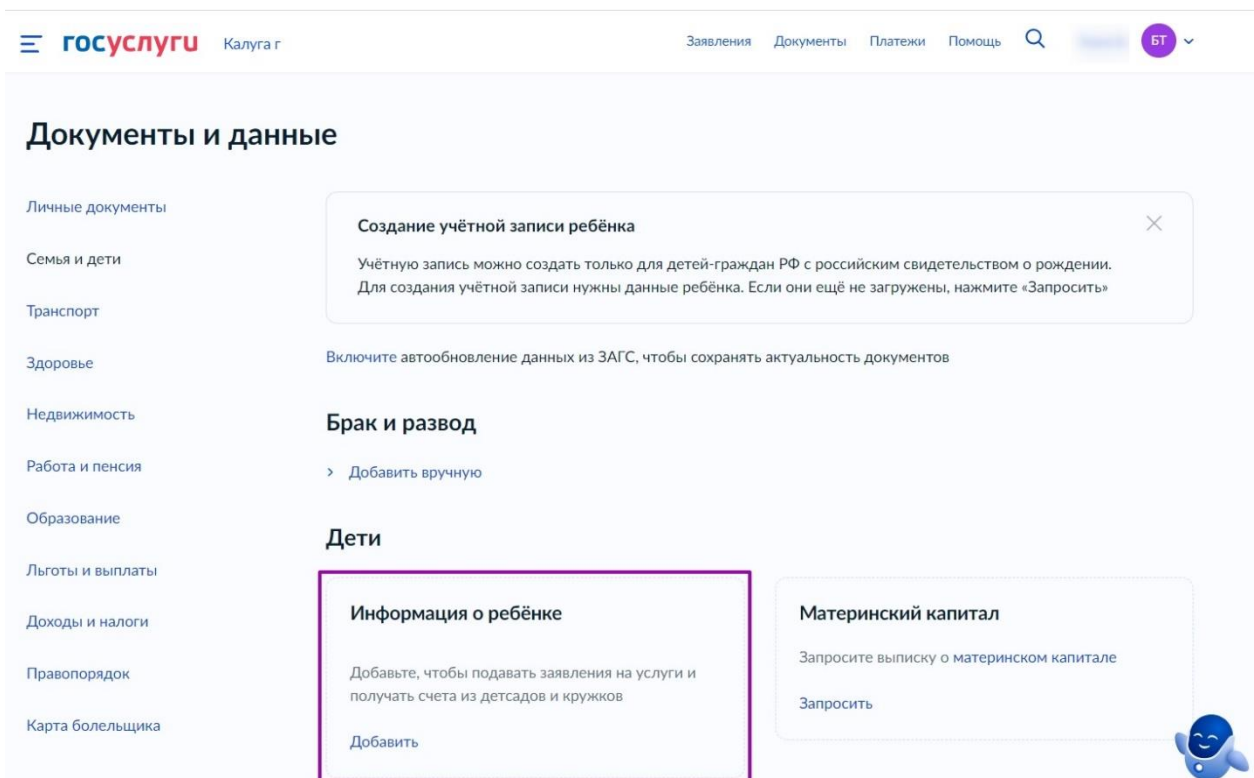 госуслуги Калуга г Заявления Документы Платежи Помощь БТ
Документы и данные
Личные документы
Семья и дети
Транспорт
Здоровье
Недвижимость
Работа и пенсия
Образование
Льготы и выплаты
Доходы и налоги
Правопорядок
Карта болельщика
Создание учётной записи ребёнка
Учётную запись можно создать только для детей-граждан РФ с российским свидетельством о рождении.
Для создания учётной записи нужны данные ребёнка. Если они ещё не загружены, нажмите «Запросить»
Включите автообновление данных из ЗАГС, чтобы сохранять актуальность документов
Брак и развод
Добавить вручную
Дети
Информация о ребёнке
Добавьте, чтобы подавать заявления на услуги и
получать счета из детсадов и кружков
Добавить
Материнский капитал
Запросите выписку о материнском капитале
Запросить